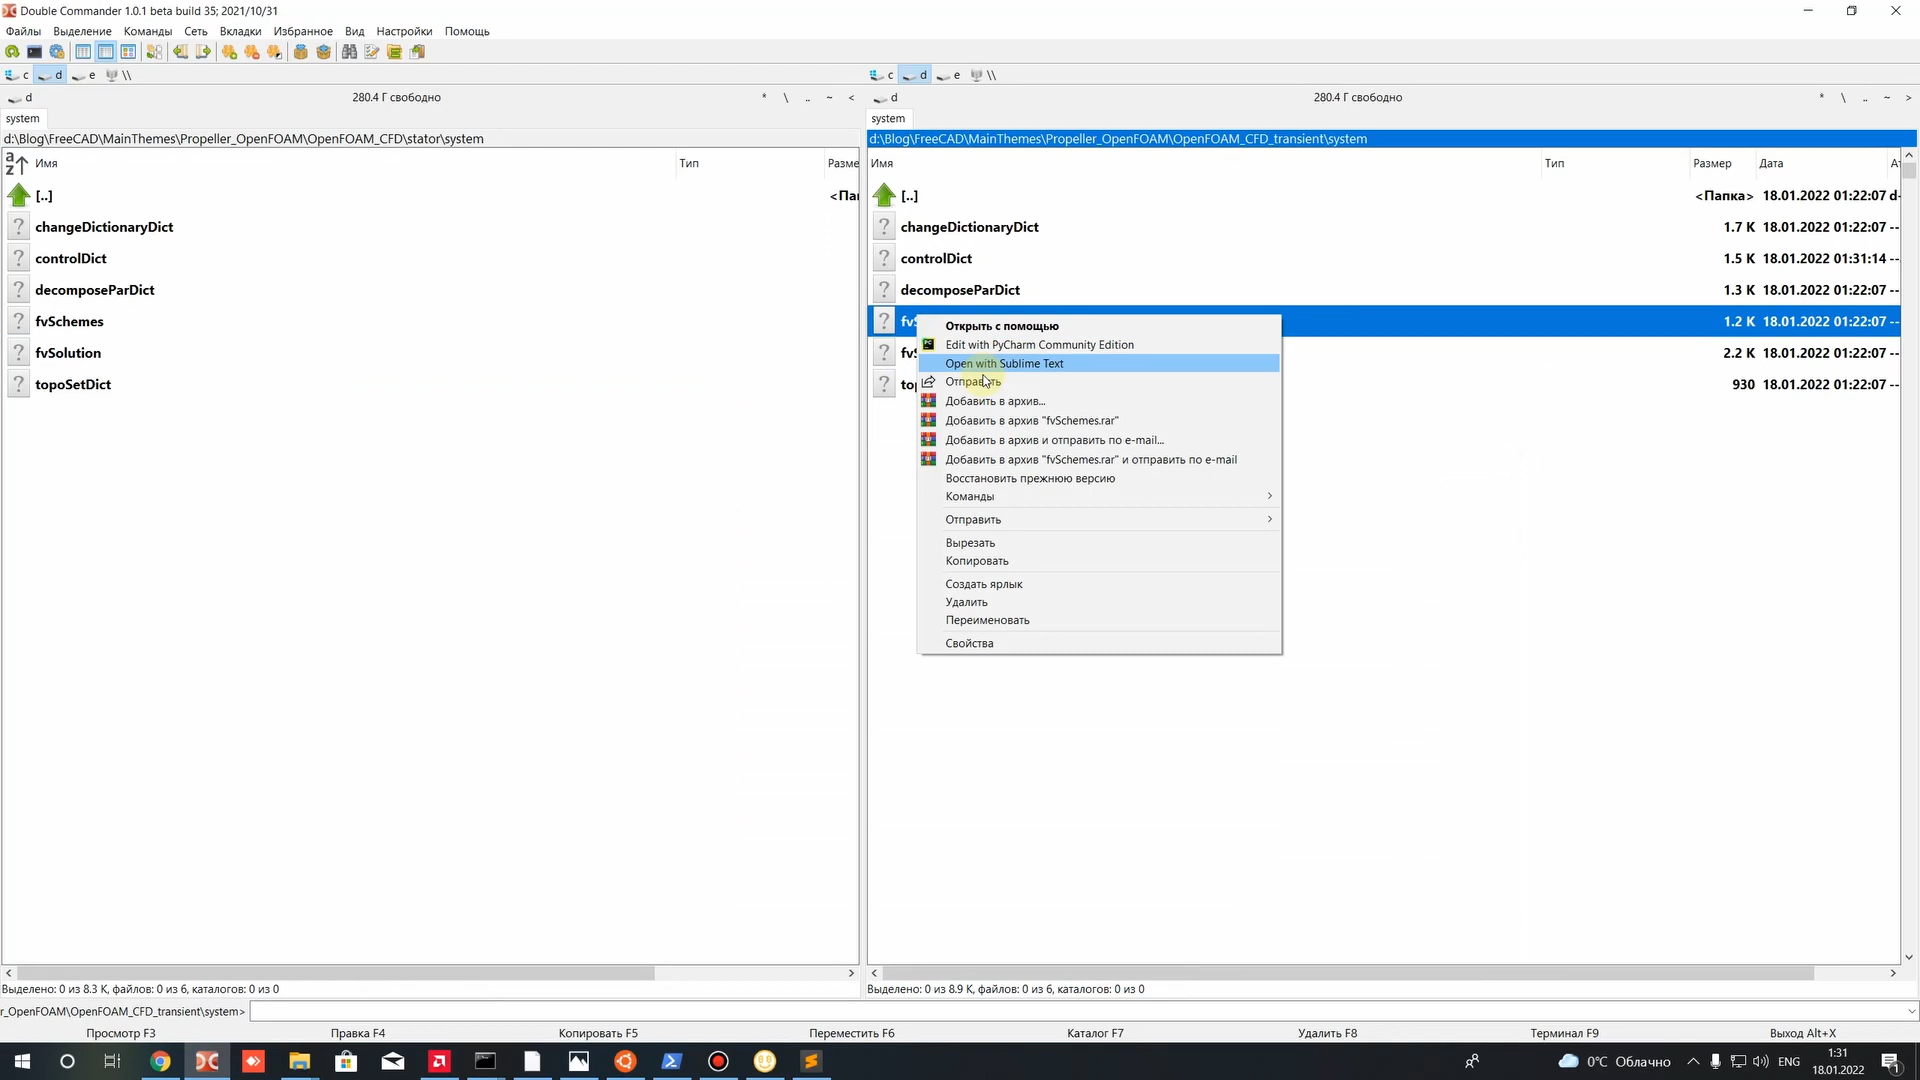 Double Commander 1.0.1 beta build 35; 2021/10/31
Файлы Выделение Команды Сеть Вкладки Избранное Вид Настройки Помощь
c d e \\
c d e \\
d 280.4 Г свободно * \ .. ~ <
d 280.4 Г свободно * \ .. ~ >
system
system
d:\Blog\FreeCAD\MainThemes\Propeller_OpenFOAM\OpenFOAM_CFD\stator\system
d:\Blog\FreeCAD\MainThemes\Propeller_OpenFOAM\OpenFOAM_CFD_transient\system
Имя Тип Разме
[..] <Пап
changeDictionaryDict
controlDict
decomposeParDict
fvSchemes
fvSolution
topoSetDict
Имя Тип Размер Дата Ат
[..] <Папка> 18.01.2022 01:22:07 d-
changeDictionaryDict 1.7 K 18.01.2022 01:22:07 --
controlDict 1.5 K 18.01.2022 01:31:14 --
decomposeParDict 1.3 K 18.01.2022 01:22:07 --
fvS 1.2 K 18.01.2022 01:22:07 --
fvS 2.2 K 18.01.2022 01:22:07 --
top 930 18.01.2022 01:22:07 --
Открыть с помощью
Edit with PyCharm Community Edition
Open with Sublime Text
Отправить
Добавить в архив...
Добавить в архив "fvSchemes.rar"
Добавить в архив и отправить по e-mail...
Добавить в архив "fvSchemes.rar" и отправить по e-mail
Восстановить прежнюю версию
Команды
Отправить
Вырезать
Копировать
Создать ярлык
Удалить
Переименовать
Свойства
Выделено: 0 из 8.3 K, файлов: 0 из 6, каталогов: 0 из 0
Выделено: 0 из 8.9 K, файлов: 0 из 6, каталогов: 0 из 0
r_OpenFOAM\OpenFOAM_CFD_transient\system>
Просмотр F3 Правка F4 Копировать F5 Переместить F6 Каталог F7 Удалить F8 Терминал F9 Выход Alt+X
0°C Облачно ENG 1:31
18.01.2022
1